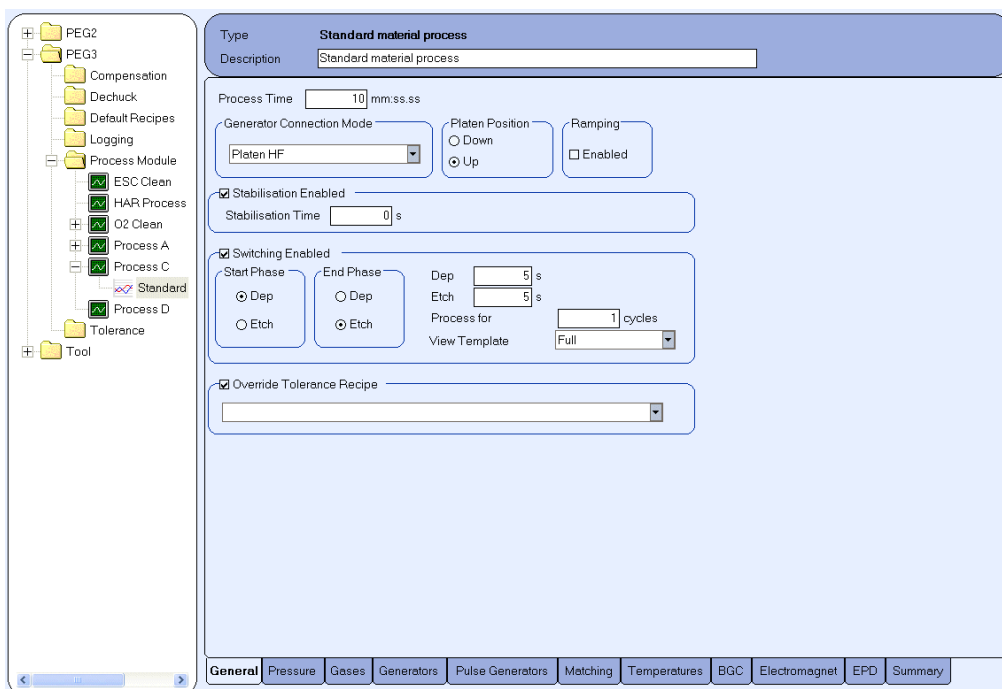 PEG2
PEG3
Compensation
Dechuck
Default Recipes
Logging
Process Module
ESC Clean
HAR Process
O2 Clean
Process A
Process C
Standard
Process D
Tolerance
Tool
Type Standard material process
Description Standard material process
Process Time 10 mm:ss.ss
Generator Connection Mode
Platen HF
Platen Position
Down
Up
Ramping
Enabled
Stabilisation Enabled
Stabilisation Time 0 s
Switching Enabled
Start Phase
Dep
Etch
End Phase
Dep
Etch
Dep 5 s
Etch 5 s
Process for 1 cycles
View Template Full
Override Tolerance Recipe
General Pressure Gases Generators Pulse Generators Matching Temperatures BGC Electromagnet EPD Summary